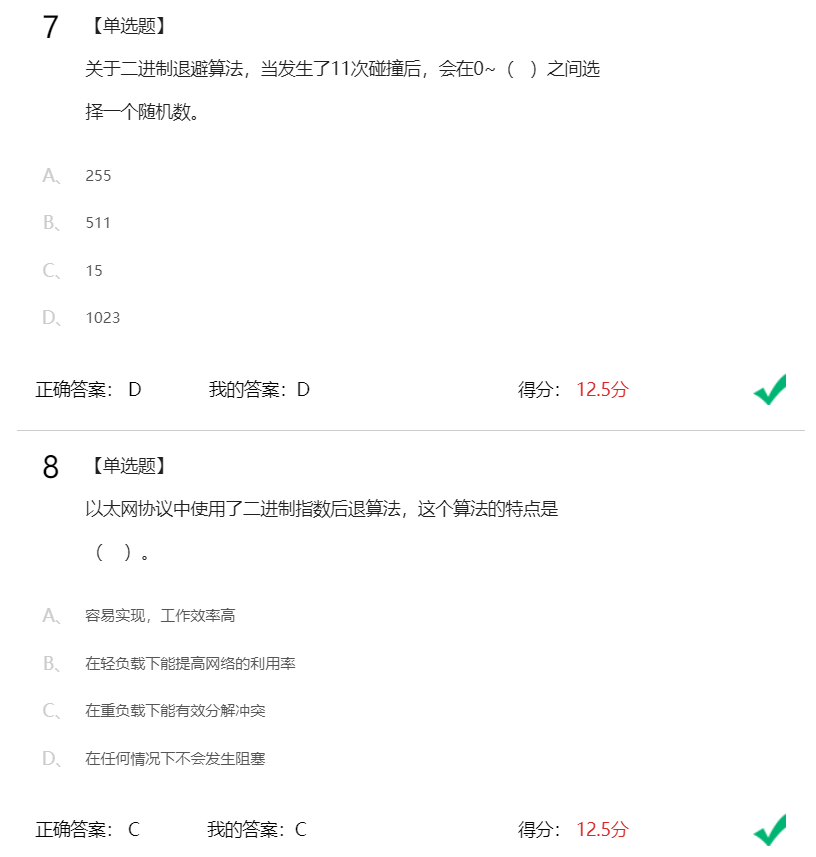 7 【单选题】
关于二进制退避算法，当发生了11次碰撞后，会在0~（ ）之间选
择一个随机数。
A、 255
B、 511
C、 15
D、 1023
正确答案： D 我的答案：D 得分： 12.5分
8 【单选题】
以太网协议中使用了二进制指数后退算法，这个算法的特点是
（ ）。
A、 容易实现，工作效率高
B、 在轻负载下能提高网络的利用率
C、 在重负载下能有效分解冲突
D、 在任何情况下不会发生阻塞
正确答案： C 我的答案：C 得分： 12.5分